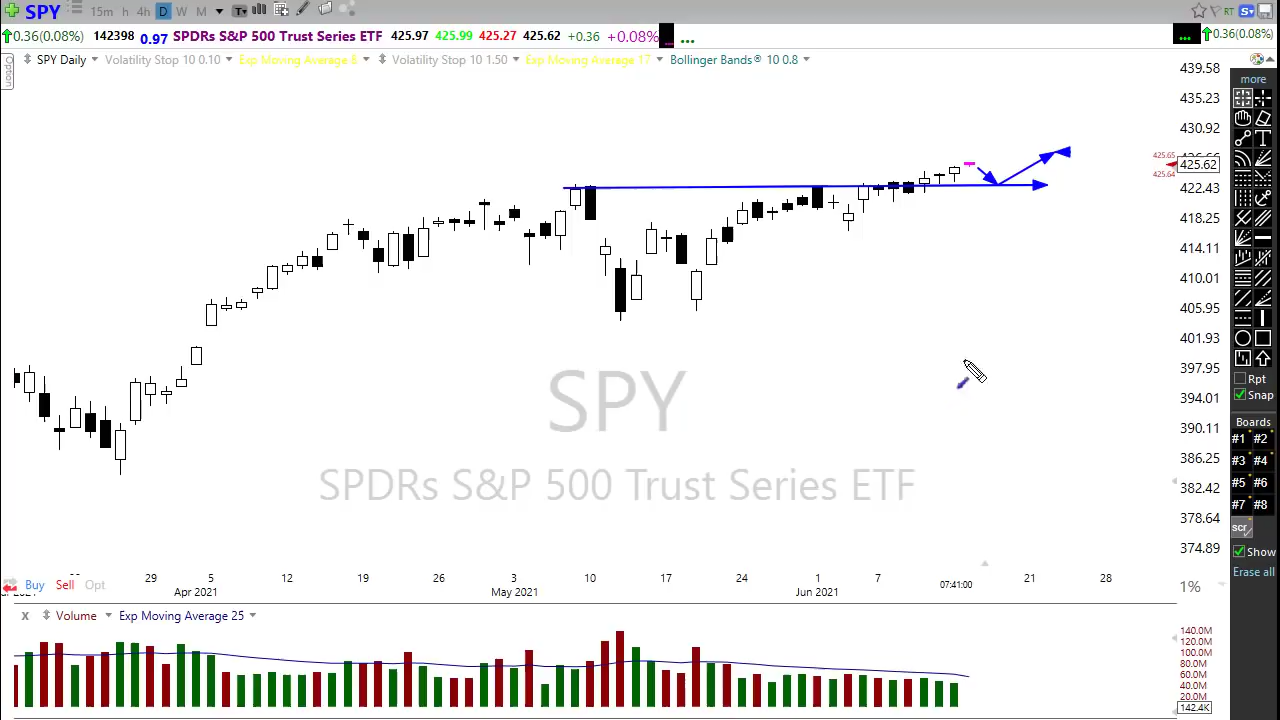 SPY 15m h 4h D W M T RT S
0.36(0.08%) 142398 0.97 SPDRs S&P 500 Trust Series ETF 425.97 425.99 425.27 425.62 +0.36 +0.08% ... ... 0.36(0.08%)
Option
SPY Daily Volatility Stop 10 0.10 Exp Moving Average 8 Volatility Stop 10 1.50 Exp Moving Average 17 Bollinger Bands® 10 0.8
439.58
435.23
430.92
425.65
425.62
425.64
422.43
418.25
414.11
410.01
405.95
401.93
397.95
394.01
390.11
386.25
382.42
378.64
374.89
SPY
SPDRs S&P 500 Trust Series ETF
more
T
Rpt
Snap
Boards
#1 #2
#3 #4
#5 #6
#7 #8
scr
Show
Erase all
Buy Sell Opt
29 5 12 19 26 3 10 17 24 1 7 07:41:00 21 28
Apr 2021 May 2021 Jun 2021
1%
x Volume Exp Moving Average 25
140.0M
120.0M
100.0M
80.0M
60.0M
40.0M
20.0M
142.4K